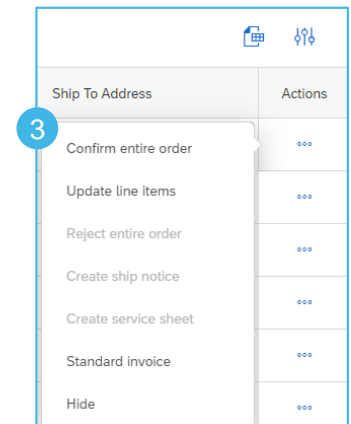 Ship To Address Actions
3
Confirm entire order
Update line items
Reject entire order
Create ship notice
Create service sheet
Standard invoice
Hide